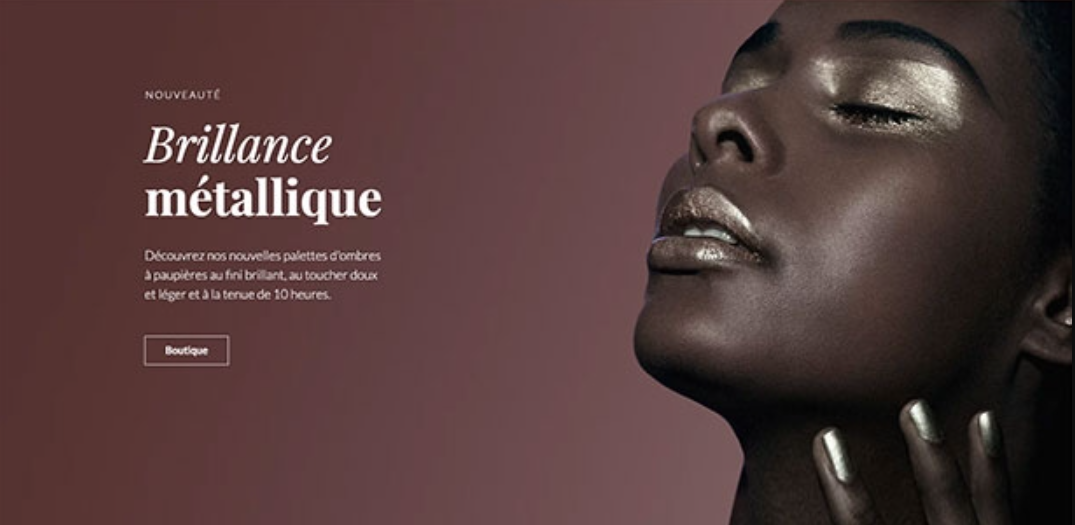 NOUVEAUTÉ
Brillance
métallique
Découvrez nos nouvelles palettes d'ombres
à paupières au fini brillant, au toucher doux
et léger et à la tenue de 10 heures.
Boutique